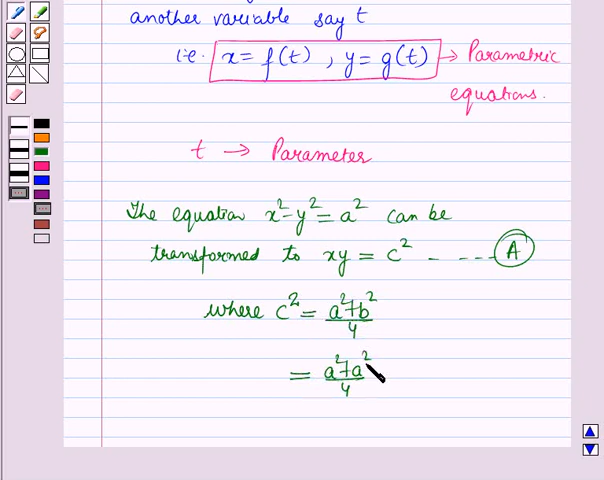 another variable say t
i.e. x = f(t) , y = g(t) → Parametric
equations.
t → Parameter
The equation x² - y² = a² can be
transformed to xy = c² - - - - - A
where c² = a² + b² / 4
= a² + a² / 4